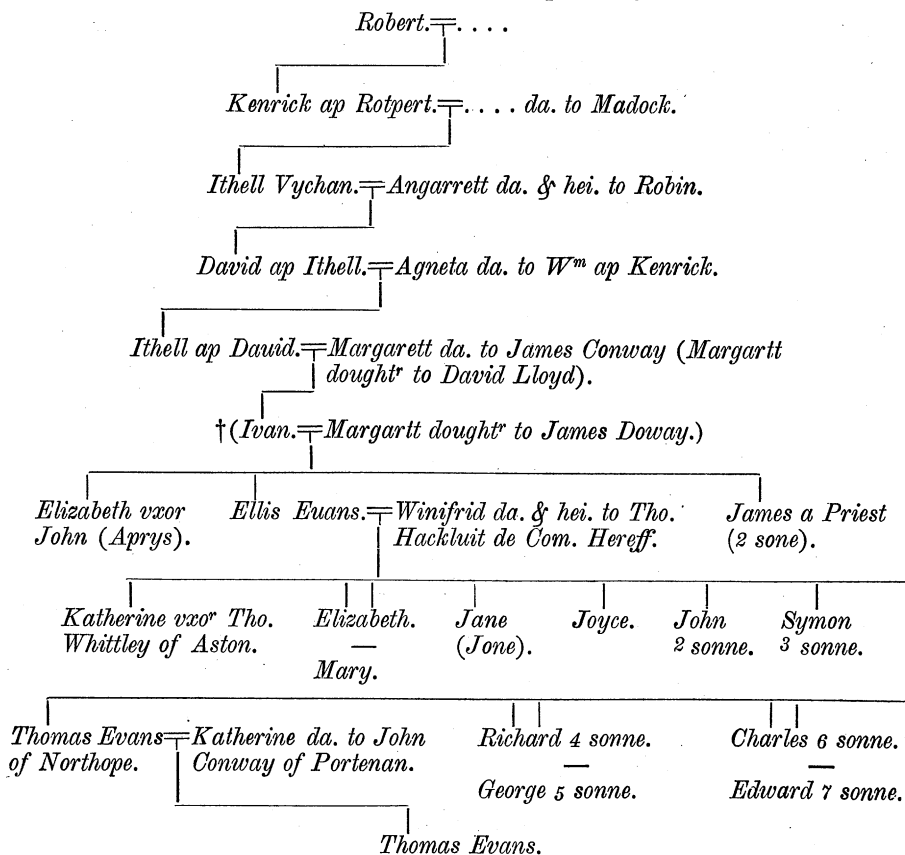 Robert. . . . .
Kenrick ap Rotpert. . . . . da. to Madock.
Ithell Vychan. Angarrett da. & hei. to Robin.
David ap Ithell. Agneta da. to Wᵐ ap Kenrick.
Ithell ap Dauid. Margarett da. to James Conway (Margartt
doughtʳ to David Lloyd).
†(Ivan. Margartt doughtʳ to James Doway.)
Elizabeth vxor
John (Aprys).
Ellis Euans. Winifrid da. & hei. to Tho.
Hackluit de Com. Hereff.
James a Priest
(2 sone).
Katherine vxoʳ Tho.
Whittley of Aston.
Elizabeth.
—
Mary.
Jane
(Jone).
Joyce.
John
2 sonne.
Symon
3 sonne.
Thomas Evans
of Northope.
Katherine da. to John
Conway of Portenan.
Richard 4 sonne.
—
George 5 sonne.
Charles 6 sonne.
—
Edward 7 sonne.
Thomas Evans.